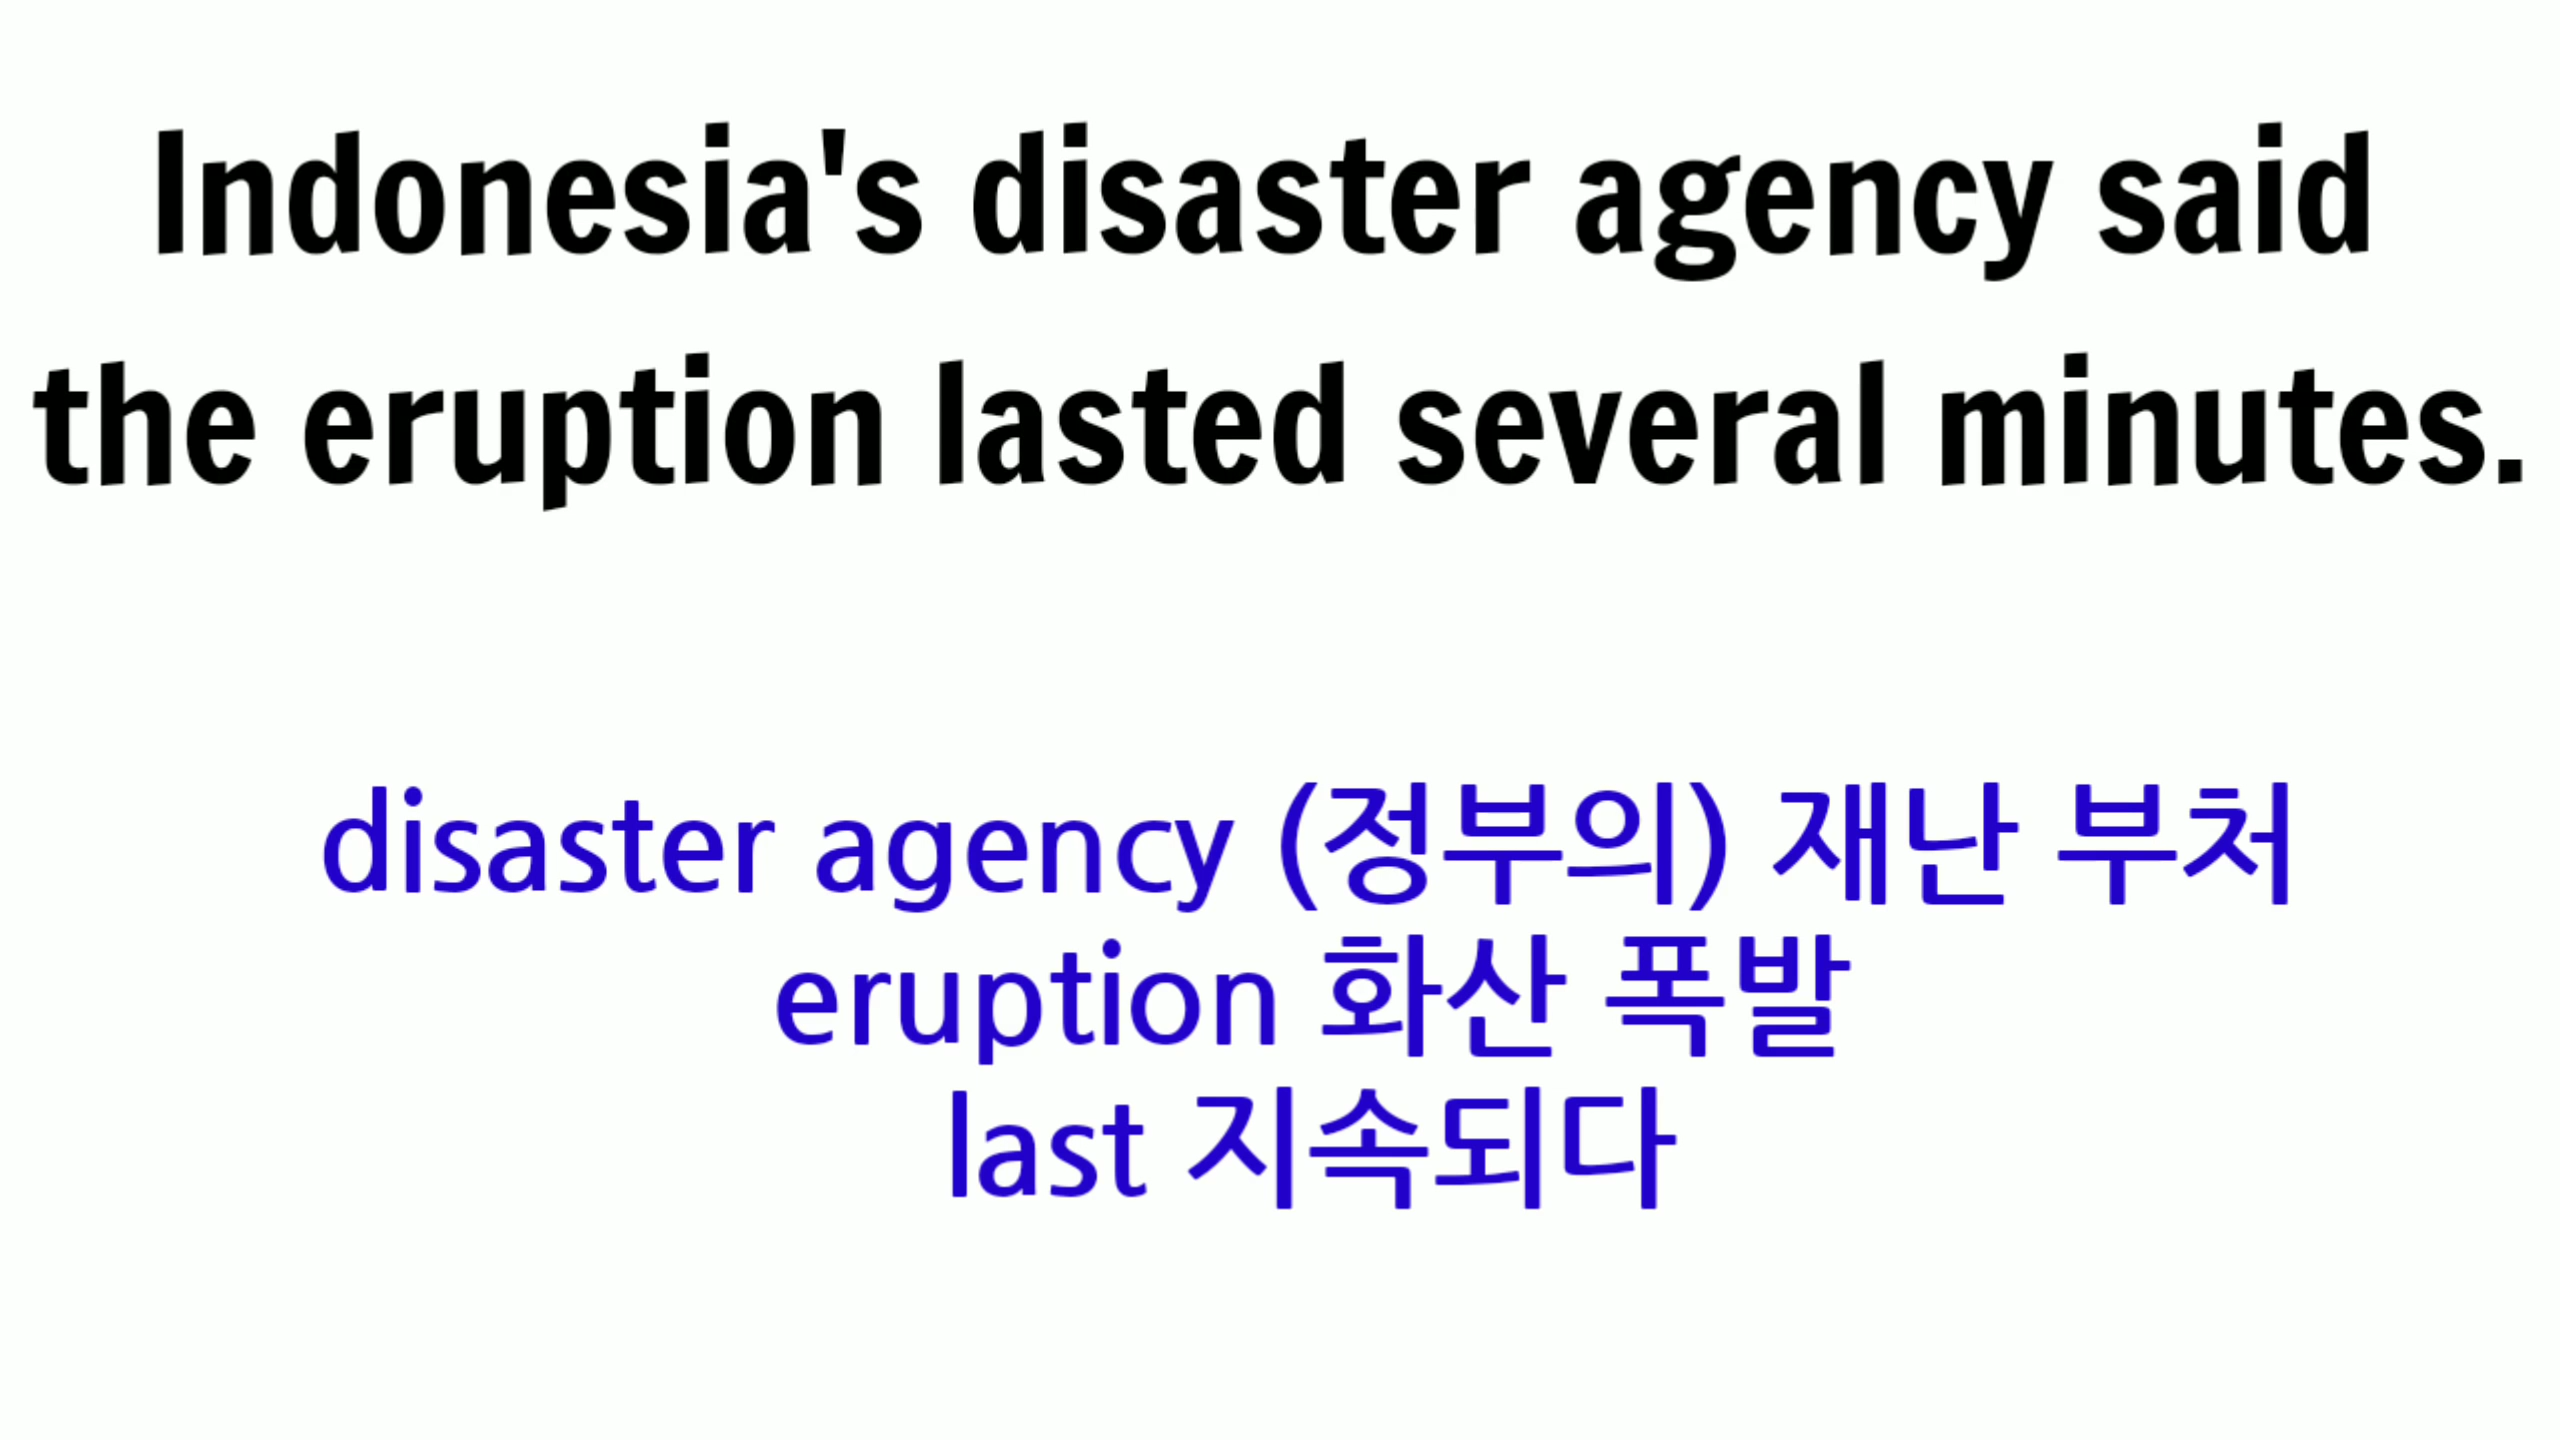 Indonesia's disaster agency said
the eruption lasted several minutes.
disaster agency (정부의) 재난 부처
eruption 화산 폭발
last 지속되다